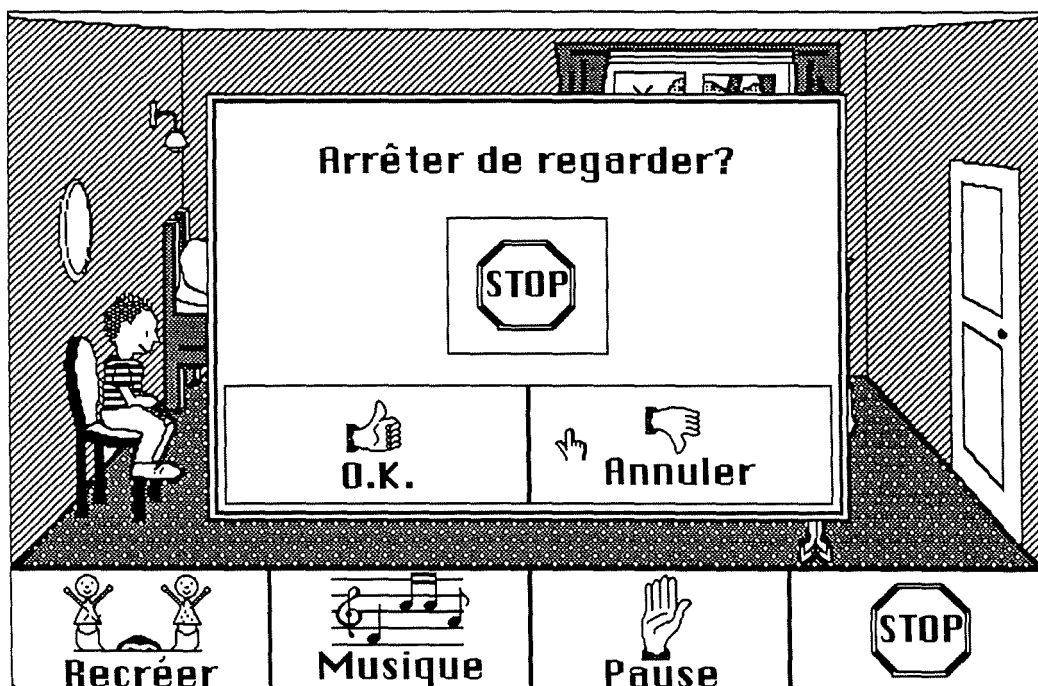 Arrêter de regarder?
STOP
O.K. Annuler
Recréer Musique Pause STOP